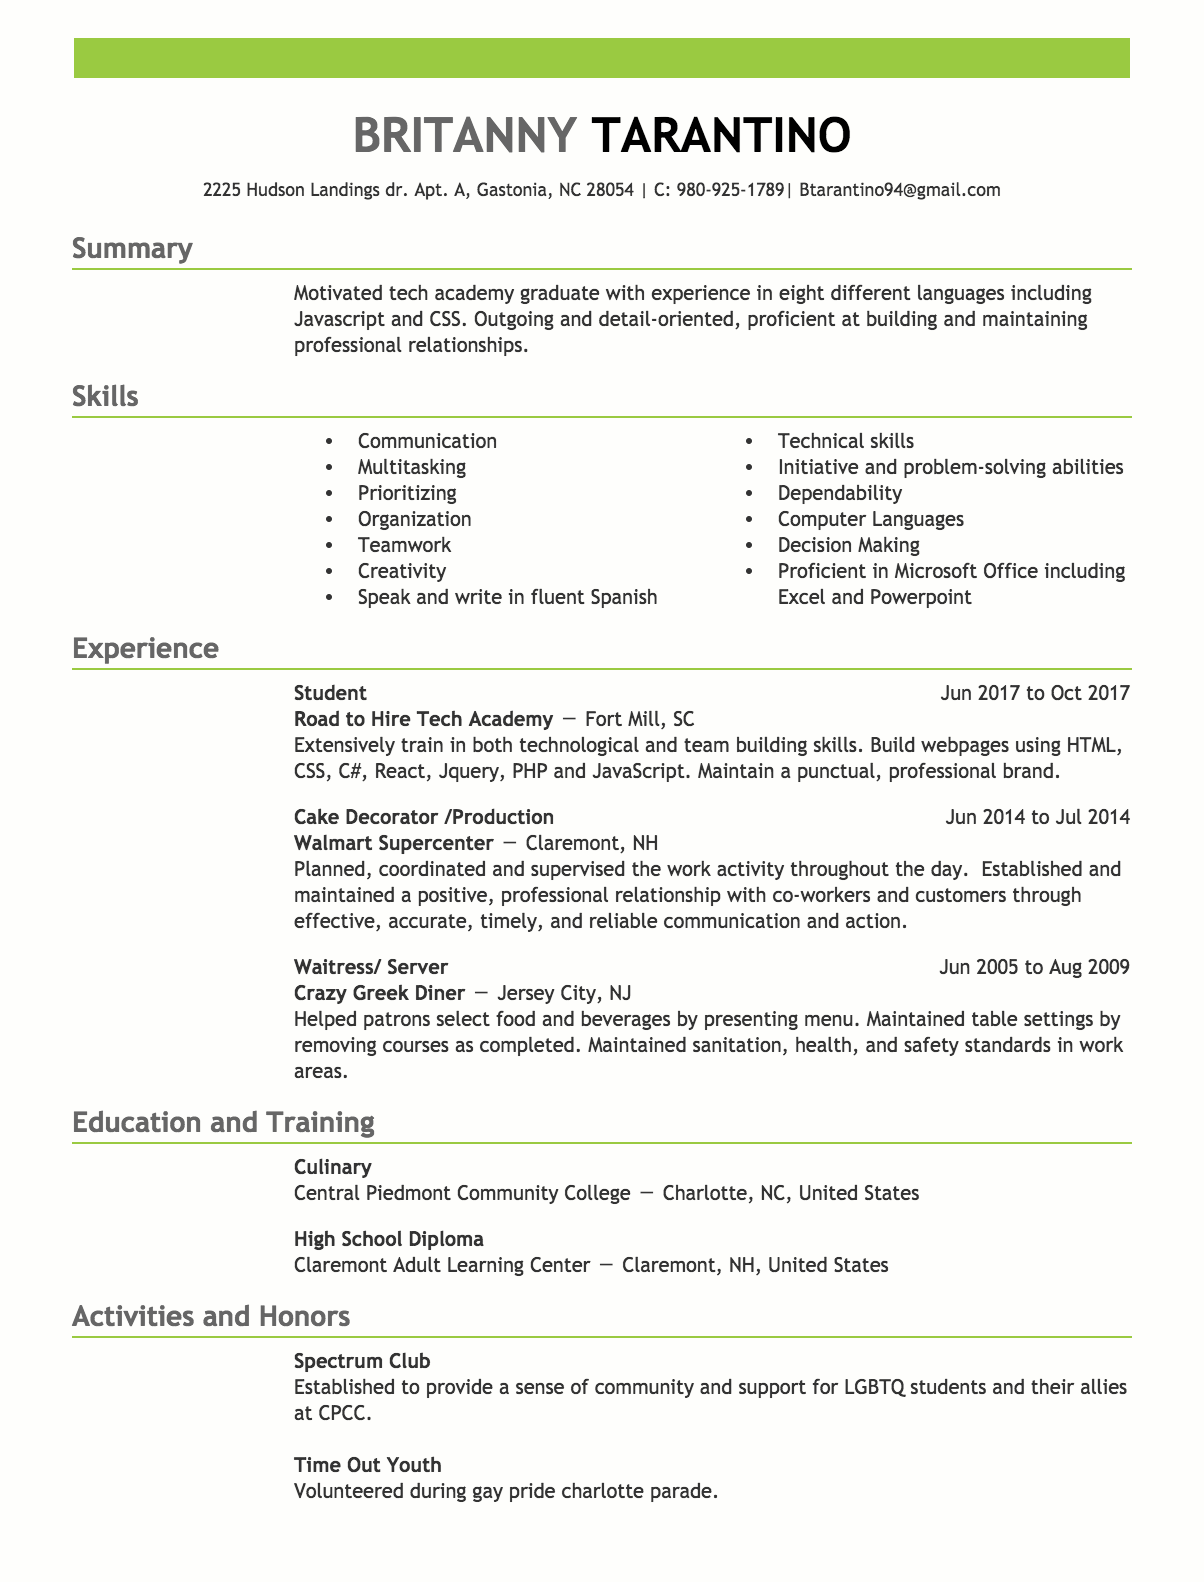 BRITANNY TARANTINO
2225 Hudson Landings dr. Apt. A, Gastonia, NC 28054 | C: 980-925-1789| Btarantino94@gmail.com
Summary
Motivated tech academy graduate with experience in eight different languages including
Javascript and CSS. Outgoing and detail-oriented, proficient at building and maintaining
professional relationships.
Skills
• Communication
• Multitasking
• Prioritizing
• Organization
• Teamwork
• Creativity
• Speak and write in fluent Spanish
• Technical skills
• Initiative and problem-solving abilities
• Dependability
• Computer Languages
• Decision Making
• Proficient in Microsoft Office including
Excel and Powerpoint
Experience
Student Jun 2017 to Oct 2017
Road to Hire Tech Academy — Fort Mill, SC
Extensively train in both technological and team building skills. Build webpages using HTML,
CSS, C#, React, Jquery, PHP and JavaScript. Maintain a punctual, professional brand.
Cake Decorator /Production Jun 2014 to Jul 2014
Walmart Supercenter — Claremont, NH
Planned, coordinated and supervised the work activity throughout the day.  Established and
maintained a positive, professional relationship with co-workers and customers through
effective, accurate, timely, and reliable communication and action.
Waitress/ Server Jun 2005 to Aug 2009
Crazy Greek Diner — Jersey City, NJ
Helped patrons select food and beverages by presenting menu. Maintained table settings by
removing courses as completed. Maintained sanitation, health, and safety standards in work
areas.
Education and Training
Culinary
Central Piedmont Community College — Charlotte, NC, United States
High School Diploma
Claremont Adult Learning Center — Claremont, NH, United States
Activities and Honors
Spectrum Club
Established to provide a sense of community and support for LGBTQ students and their allies
at CPCC.
Time Out Youth
Volunteered during gay pride charlotte parade.